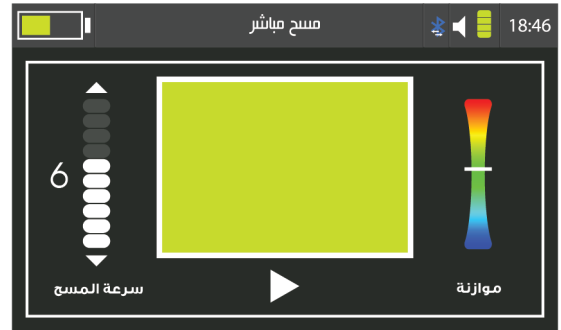 مسح مباشر
18:46
6
سرعة المسح
موازنة